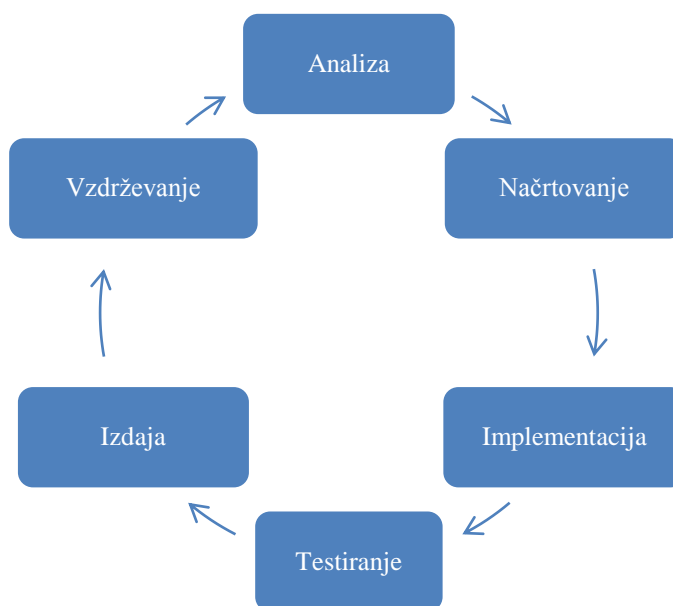 Analiza
Načrtovanje
Implementacija
Testiranje
Izdaja
Vzdrževanje